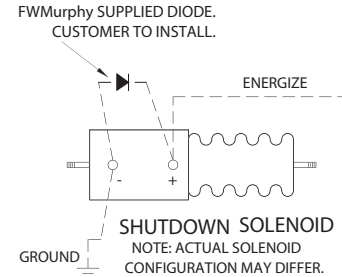 FWMurphy SUPPLIED DIODE.
CUSTOMER TO INSTALL.
ENERGIZE
- +
SHUTDOWN SOLENOID
NOTE: ACTUAL SOLENOID
GROUND
CONFIGURATION MAY DIFFER.